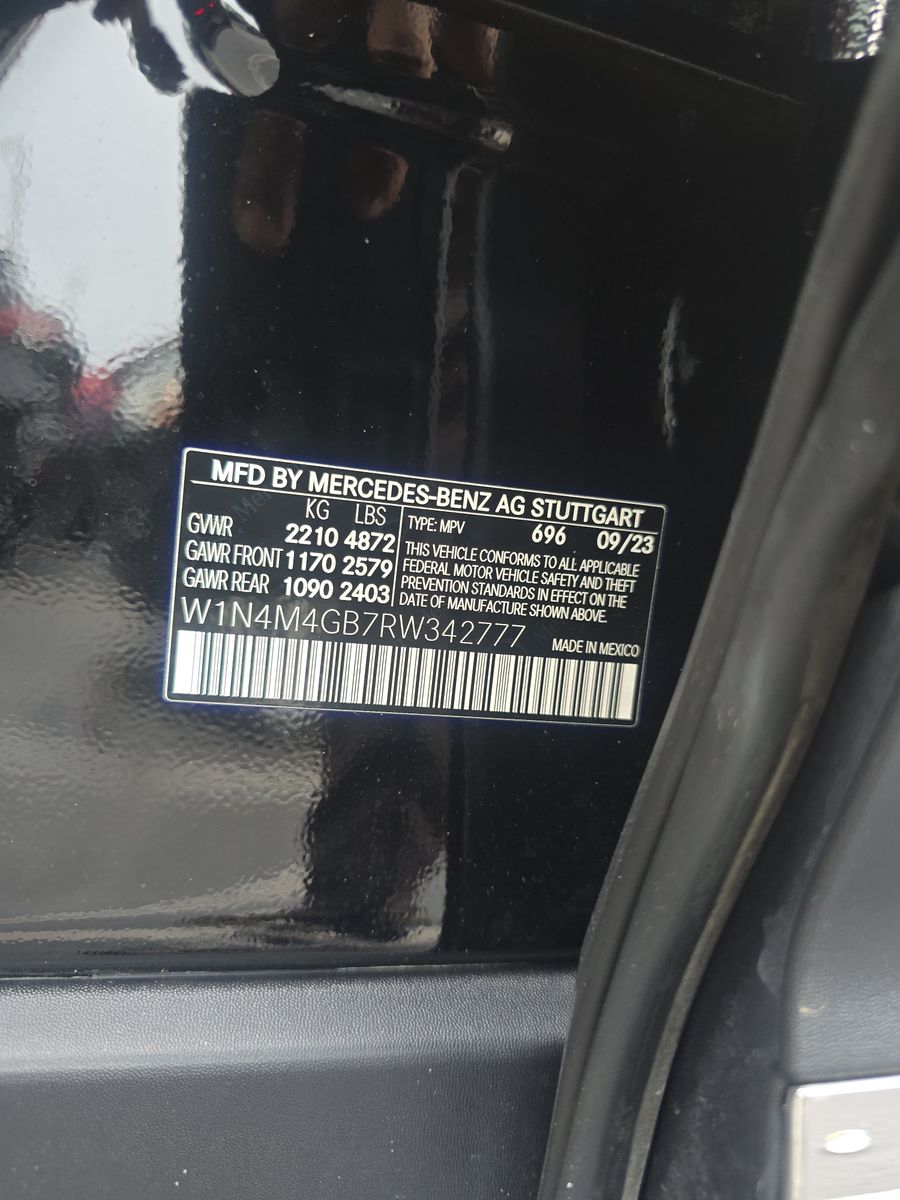 MFD BY MERCEDES-BENZ AG STUTTGART
KG LBS
GVWR 2210 4872
GAWR FRONT 1170 2579
GAWR REAR 1090 2403
TYPE: MPV 696 09/23
THIS VEHICLE CONFORMS TO ALL APPLICABLE
FEDERAL MOTOR VEHICLE SAFETY AND THEFT
PREVENTION STANDARDS IN EFFECT ON THE
DATE OF MANUFACTURE SHOWN ABOVE.
W1N4M4GB7RW342777
MADE IN MEXICO